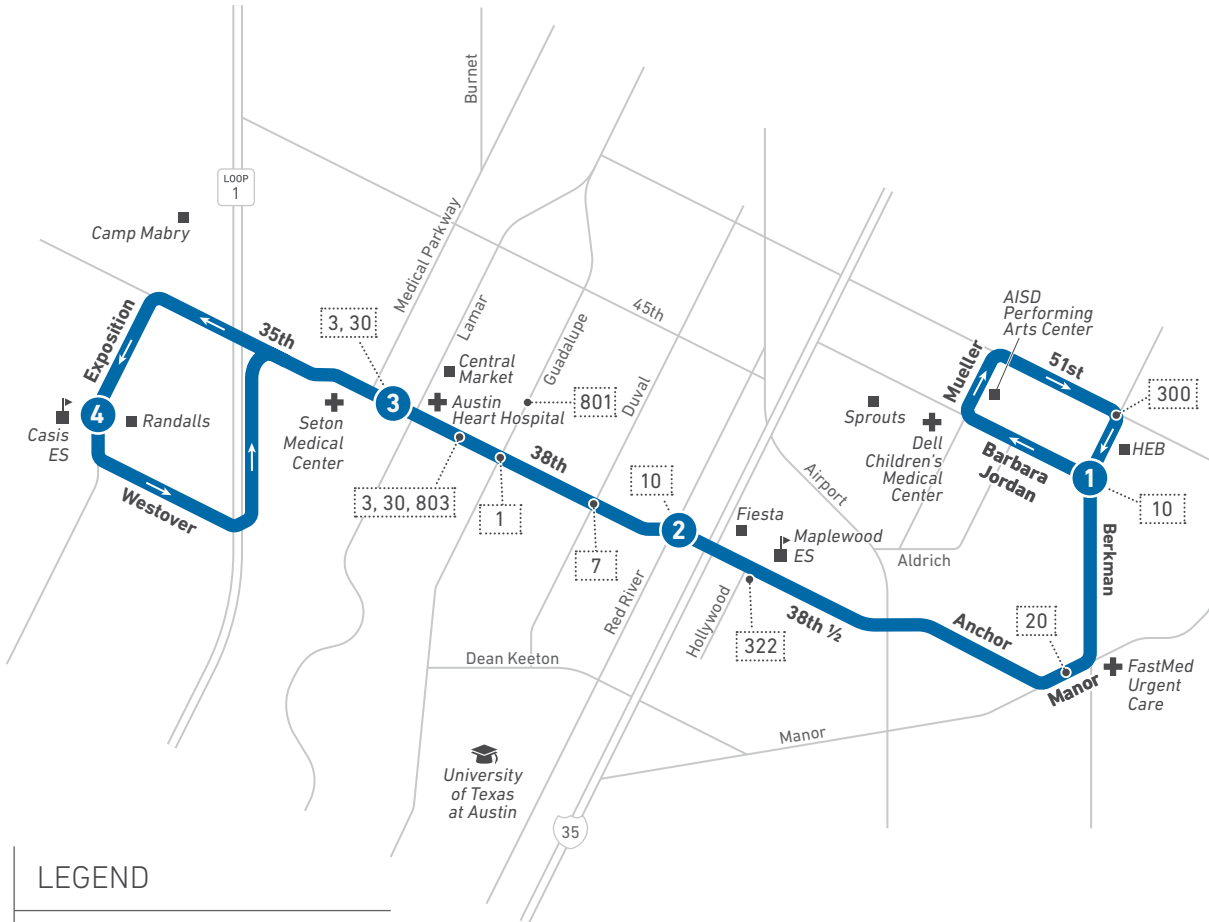 Burnet
LOOP
1
Camp Mabry
Medical Parkway
Lamar
Guadalupe
45th
Duval
AISD
Performing
Arts Center
51st
Mueller
300
3, 30
35th
Exposition
Central
Market
801
Austin
Heart Hospital
3
4
Casis
ES
Randalls
Seton
Medical
Center
Sprouts
Dell
Children's
Medical
Center
Barbara
Jordan
HEB
1
10
38th
3, 30, 803
1
Westover
10
2
7
Airport
Fiesta
Maplewood
ES
Aldrich
Berkman
Red River
Hollywood
322
38th ½
Anchor
20
Manor
FastMed
Urgent
Care
Dean Keeton
Manor
University
of Texas
at Austin
35
LEGEND